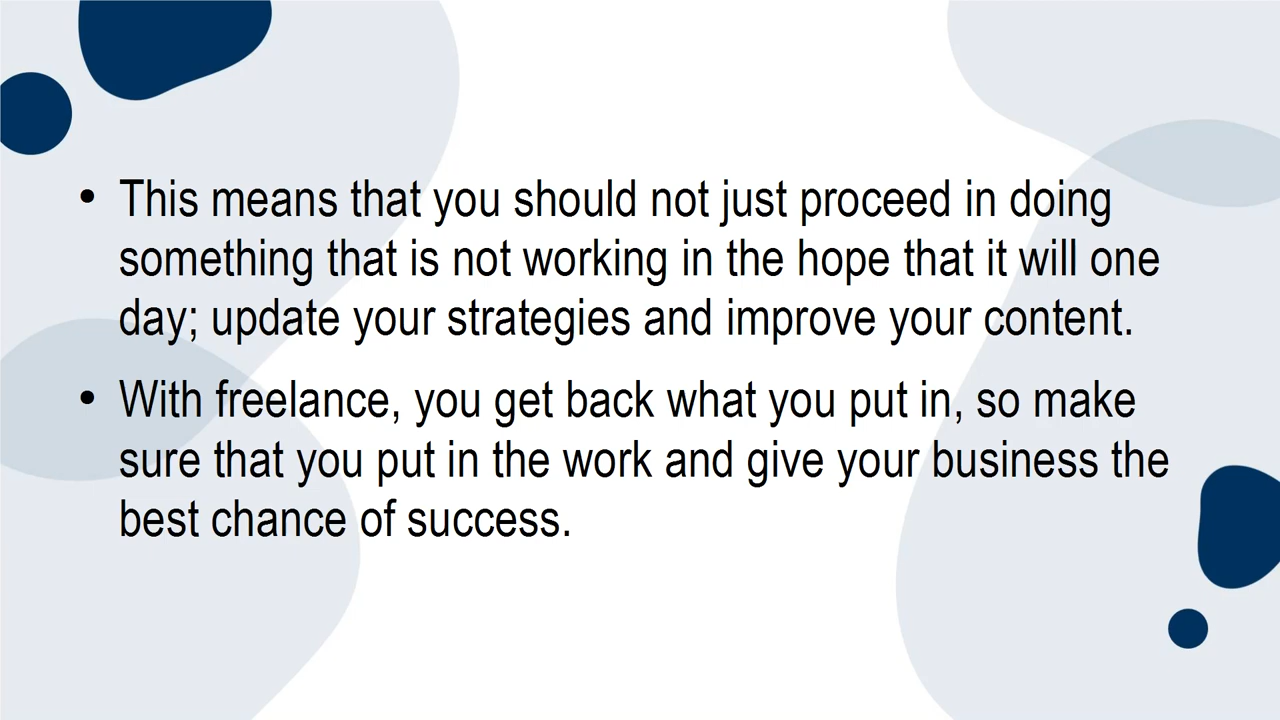 • This means that you should not just proceed in doing
something that is not working in the hope that it will one
day; update your strategies and improve your content.
• With freelance, you get back what you put in, so make
sure that you put in the work and give your business the
best chance of success.